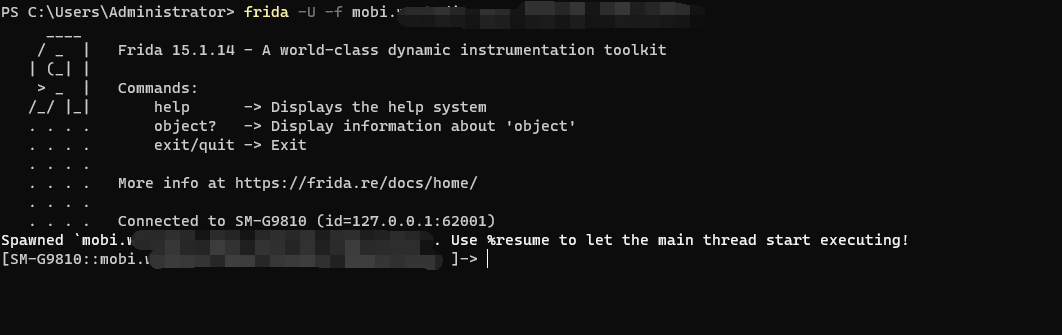 PS C:\Users\Administrator> frida -U -f mobi.
     ____
    / _  |   Frida 15.1.14 - A world-class dynamic instrumentation toolkit
   | (_| |
    > _  |   Commands:
   /_/ |_|       help      -> Displays the help system
   . . . .       object?   -> Display information about 'object'
   . . . .       exit/quit -> Exit
   . . . .
   . . . .   More info at https://frida.re/docs/home/
   . . . .
   . . . .   Connected to SM-G9810 (id=127.0.0.1:62001)
Spawned `mobi. . Use %resume to let the main thread start executing!
[SM-G9810::mobi. ]->